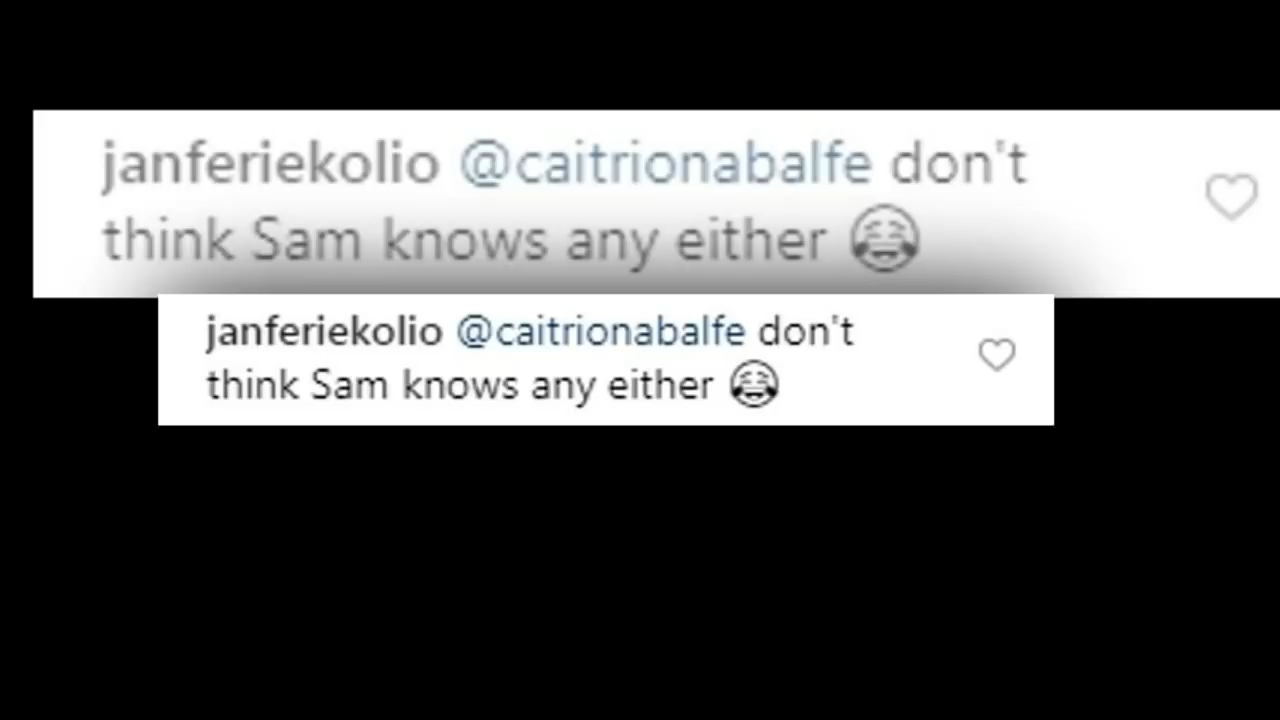 janferiekolio @caitrionabalfe don't
think Sam knows any either 😂
janferiekolio @caitrionabalfe don't
think Sam knows any either 😂